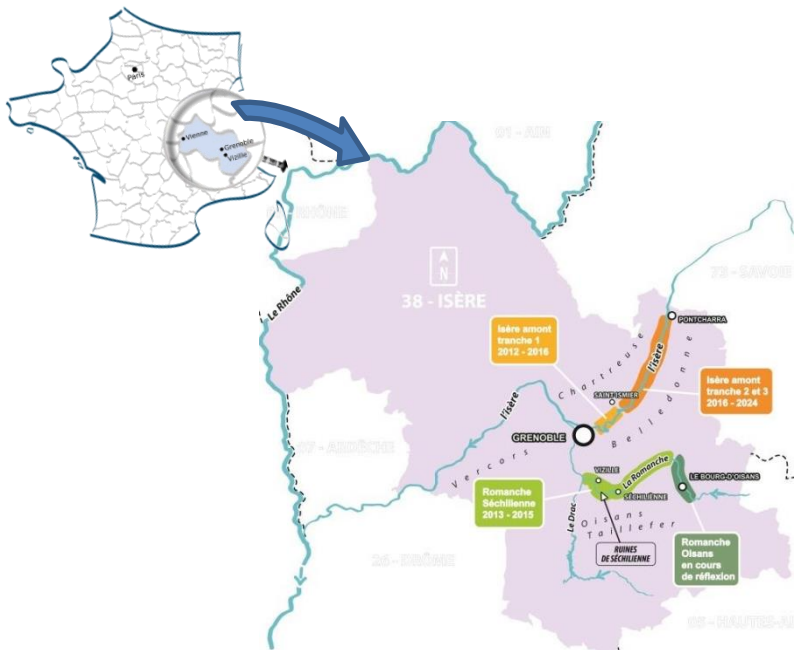 Paris
Vienne
Grenoble
Vizille
01 - AIN
RHÔNE
73 - SAVOIE
A
N
38 - ISÈRE
Le Rhône
PONTCHARRA
Isère amont
tranche 1
2012 - 2016
Chartreuse
l'isère
Isère amont
tranche 2 et 3
2016 - 2024
SAINT-ISMIER
Belledonne
l'isère
GRENOBLE
07 - ARDÈCHE
Vercors
VIZILLE
La Romanche
LE BOURG-D'OISANS
Romanche
Séchilienne
2013 - 2015
SÉCHILIENNE
Le Drac
Oisans
Taillefer
RUINES
DE SÉCHILIENNE
Romanche
Oisans
en cours
de réflexion
26 - DRÔME
05 - HAUTES-AL